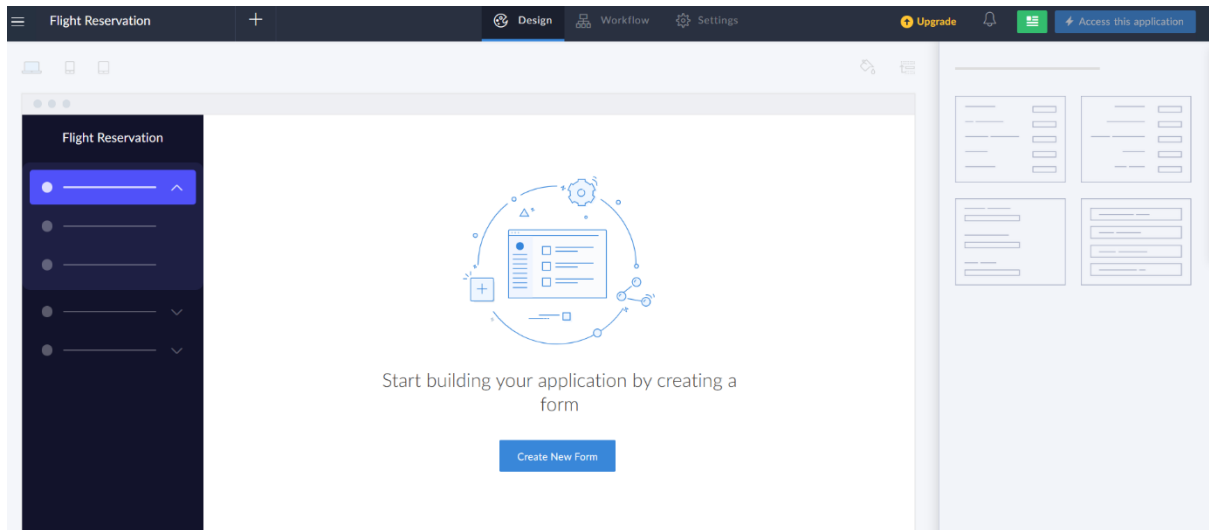 Flight Reservation
Design
Workflow
Settings
Upgrade
Access this application
Flight Reservation
Start building your application by creating a
form
Create New Form